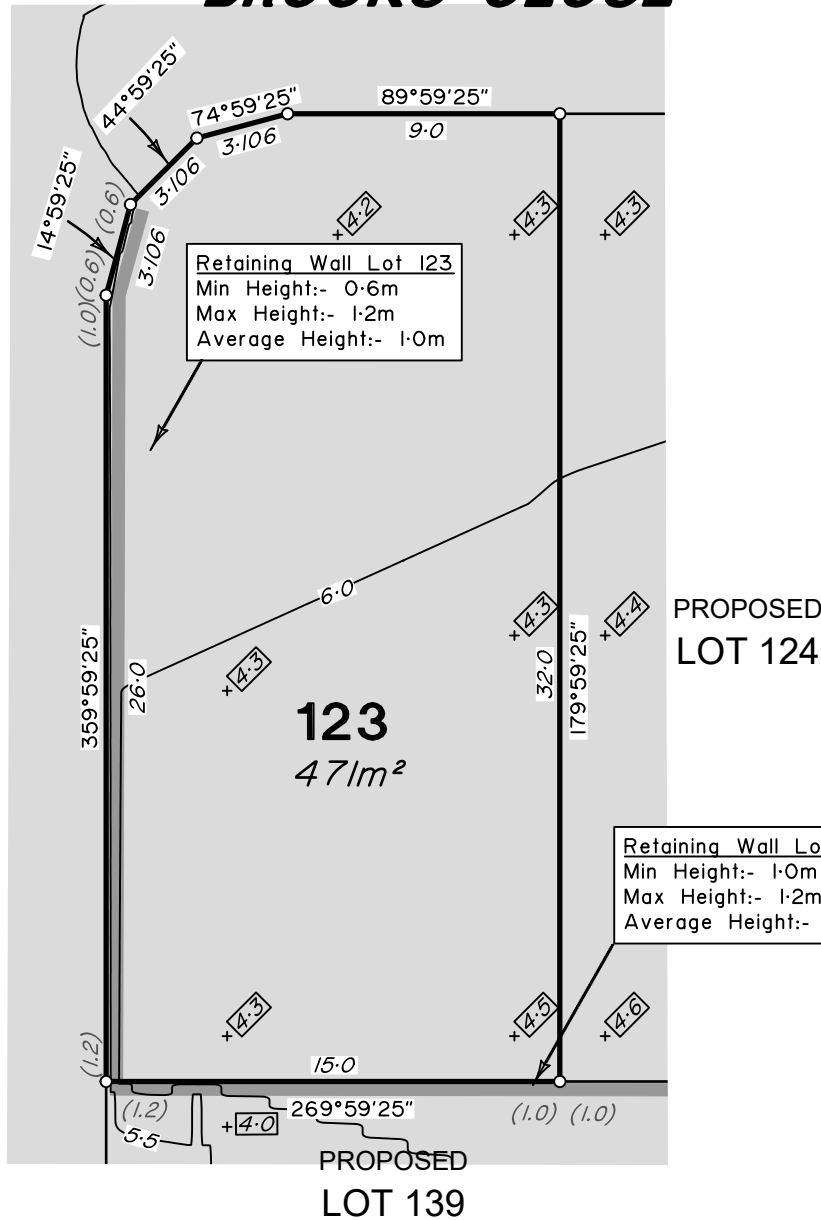 44°59'25"
74°59'25"
89°59'25"
3·106
9·0
14°59'25"
(0.6)
3·106
3·106
4·2
4·3
4·3
Retaining Wall Lot 123
Min Height:- 0·6m
Max Height:- 1·2m
Average Height:- 1·0m
(0.6)
(1.0)
6·0
4·3
4·4
PROPOSED
LOT 124
4·3
359°59'25"
26·0
32·0
179°59'25"
123
471m²
Retaining Wall
Min Height:- 1·0m
Max Height:- 1·2m
Average Height:-
4·3
4·5
4·6
(1.2)
15·0
(1.2)
269°59'25"
(1.0) (1.0)
4·0
5·5
PROPOSED
LOT 139